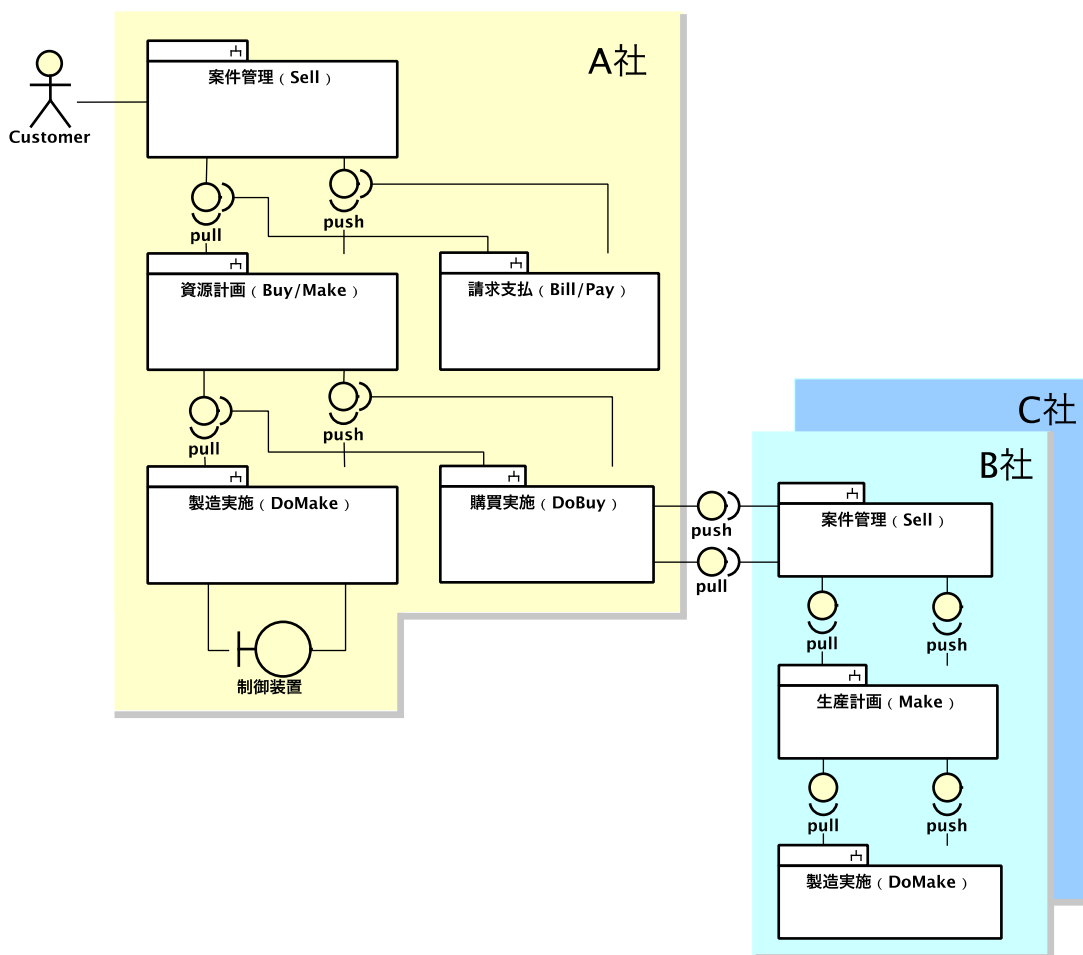 A社
案件管理（Sell）
Customer
pull
push
資源計画（Buy/Make）
請求支払（Bill/Pay）
pull
push
C社
B社
製造実施（DoMake）
購買実施（DoBuy）
push
pull
案件管理（Sell）
pull
push
制御装置
生産計画（Make）
pull
push
製造実施（DoMake）